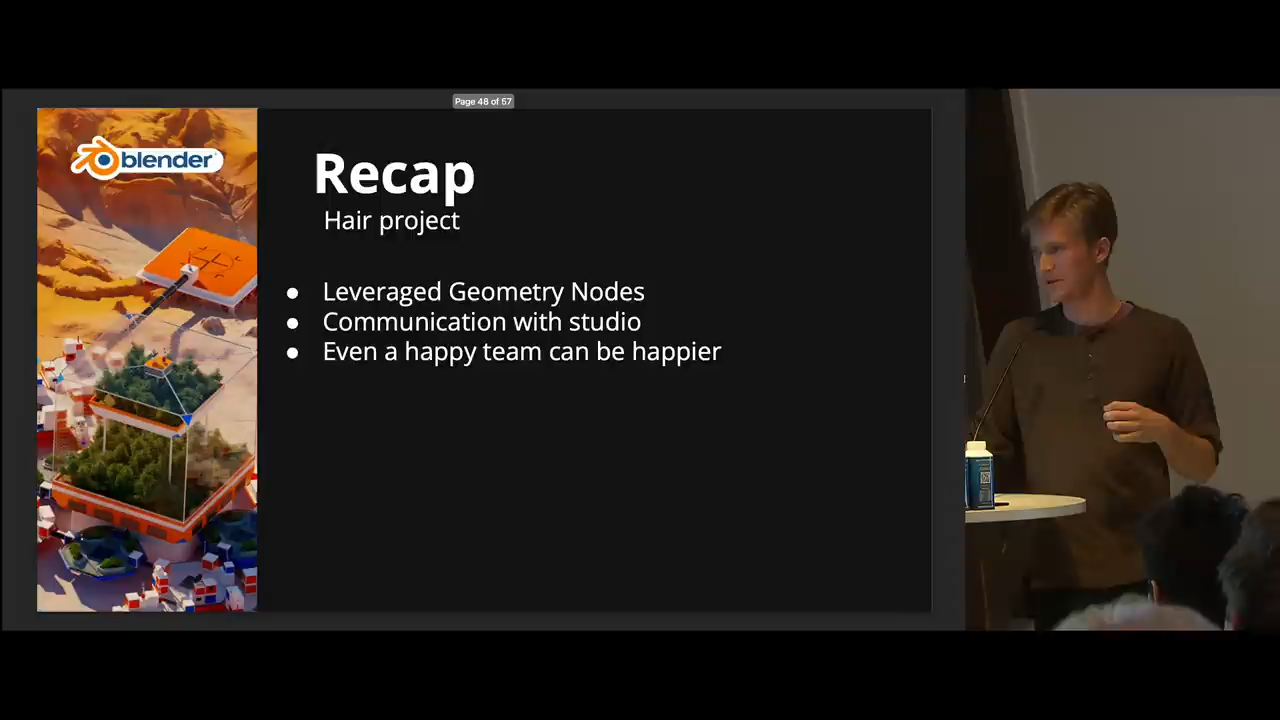 Page 48 of 57
blender
Recap
Hair project
● Leveraged Geometry Nodes
● Communication with studio
● Even a happy team can be happier